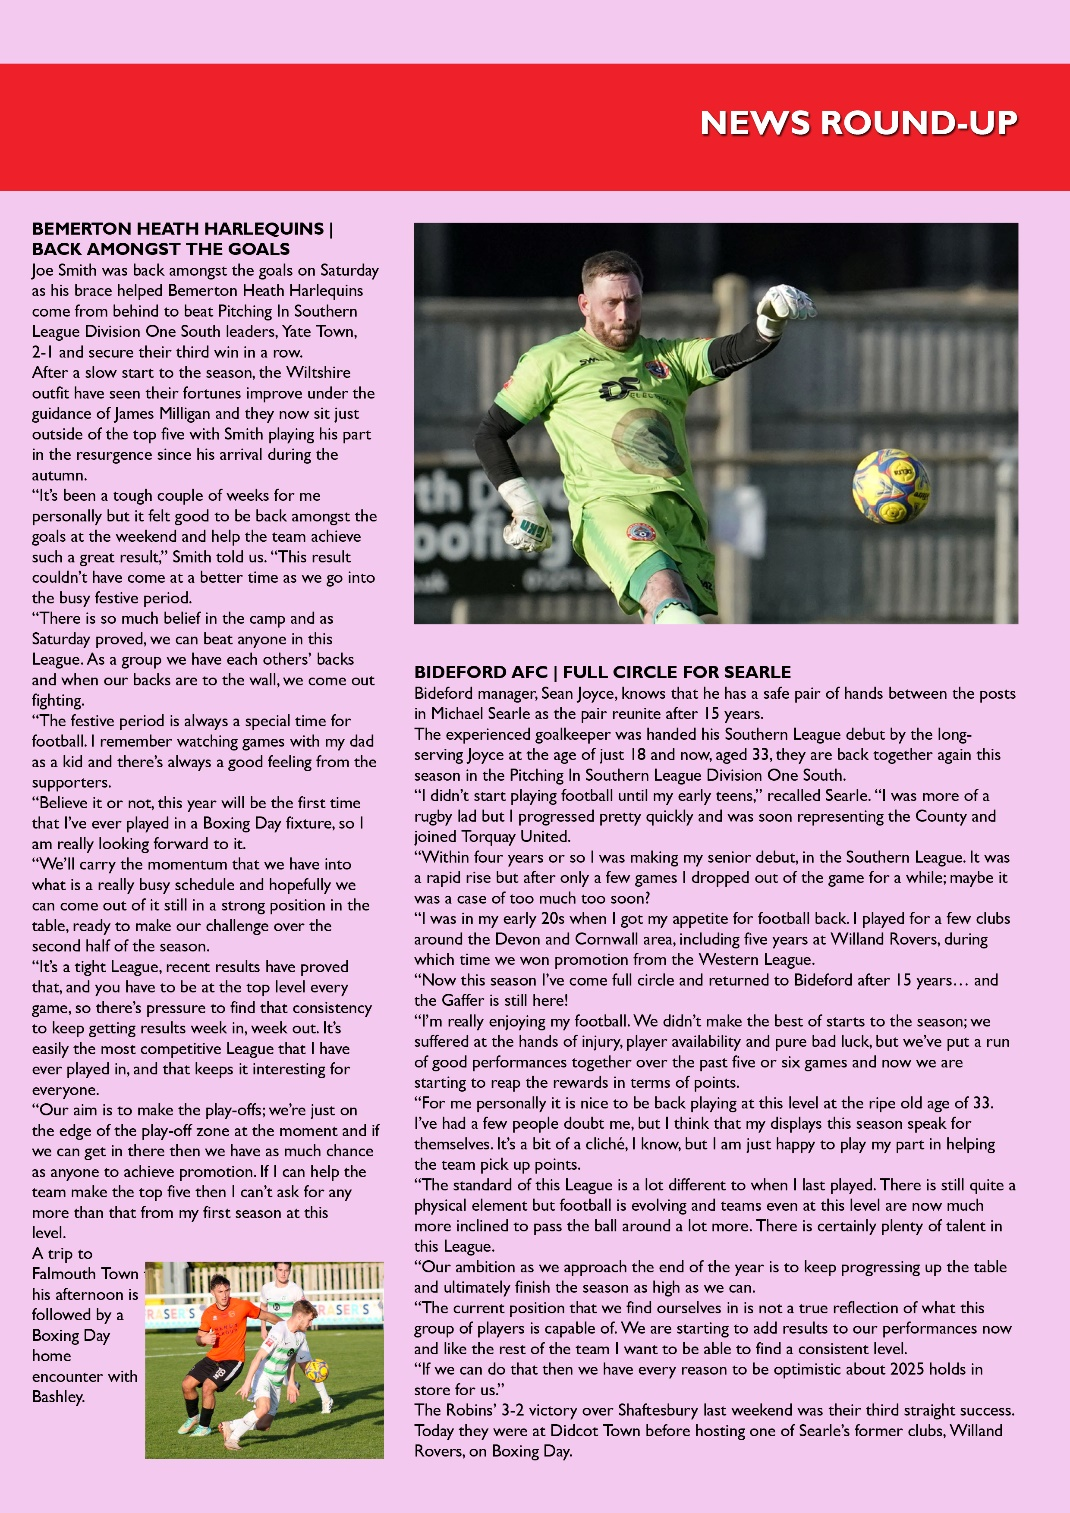 NEWS ROUND-UP
BEMERTON HEATH HARLEQUINS |
BACK AMONGST THE GOALS
Joe Smith was back amongst the goals on Saturday
as his brace helped Bemerton Heath Harlequins
come from behind to beat Pitching In Southern
League Division One South leaders, Yate Town,
2-1 and secure their third win in a row.
After a slow start to the season, the Wiltshire
outfit have seen their fortunes improve under the
guidance of James Milligan and they now sit just
outside of the top five with Smith playing his part
in the resurgence since his arrival during the
autumn.
“It’s been a tough couple of weeks for me
personally but it felt good to be back amongst the
goals at the weekend and help the team achieve
such a great result,” Smith told us. “This result
couldn’t have come at a better time as we go into
the busy festive period.
“There is so much belief in the camp and as
Saturday proved, we can beat anyone in this
League. As a group we have each others’ backs
and when our backs are to the wall, we come out
fighting.
“The festive period is always a special time for
football. I remember watching games with my dad
as a kid and there’s always a good feeling from the
supporters.
“Believe it or not, this year will be the first time
that I’ve ever played in a Boxing Day fixture, so I
am really looking forward to it.
“We’ll carry the momentum that we have into
what is a really busy schedule and hopefully we
can come out of it still in a strong position in the
table, ready to make our challenge over the
second half of the season.
“It’s a tight League, recent results have proved
that, and you have to be at the top level every
game, so there’s pressure to find that consistency
to keep getting results week in, week out. It’s
easily the most competitive League that I have
ever played in, and that keeps it interesting for
everyone.
“Our aim is to make the play-offs; we’re just on
the edge of the play-off zone at the moment and if
we can get in there then we have as much chance
as anyone to achieve promotion. If I can help the
team make the top five then I can’t ask for any
more than that from my first season at this
level.
A trip to
Falmouth Town
his afternoon is
followed by a
Boxing Day
home
encounter with
Bashley.
BIDEFORD AFC | FULL CIRCLE FOR SEARLE
Bideford manager, Sean Joyce, knows that he has a safe pair of hands between the posts
in Michael Searle as the pair reunite after 15 years.
The experienced goalkeeper was handed his Southern League debut by the long-
serving Joyce at the age of just 18 and now, aged 33, they are back together again this
season in the Pitching In Southern League Division One South.
“I didn’t start playing football until my early teens,” recalled Searle. “I was more of a
rugby lad but I progressed pretty quickly and was soon representing the County and
joined Torquay United.
“Within four years or so I was making my senior debut, in the Southern League. It was
a rapid rise but after only a few games I dropped out of the game for a while; maybe it
was a case of too much too soon?
“I was in my early 20s when I got my appetite for football back. I played for a few clubs
around the Devon and Cornwall area, including five years at Willand Rovers, during
which time we won promotion from the Western League.
“Now this season I’ve come full circle and returned to Bideford after 15 years… and
the Gaffer is still here!
“I’m really enjoying my football. We didn’t make the best of starts to the season; we
suffered at the hands of injury, player availability and pure bad luck, but we’ve put a run
of good performances together over the past five or six games and now we are
starting to reap the rewards in terms of points.
“For me personally it is nice to be back playing at this level at the ripe old age of 33.
I’ve had a few people doubt me, but I think that my displays this season speak for
themselves. It’s a bit of a cliché, I know, but I am just happy to play my part in helping
the team pick up points.
“The standard of this League is a lot different to when I last played. There is still quite a
physical element but football is evolving and teams even at this level are now much
more inclined to pass the ball around a lot more. There is certainly plenty of talent in
this League.
“Our ambition as we approach the end of the year is to keep progressing up the table
and ultimately finish the season as high as we can.
“The current position that we find ourselves in is not a true reflection of what this
group of players is capable of. We are starting to add results to our performances now
and like the rest of the team I want to be able to find a consistent level.
“If we can do that then we have every reason to be optimistic about 2025 holds in
store for us.”
The Robins’ 3-2 victory over Shaftesbury last weekend was their third straight success.
Today they were at Didcot Town before hosting one of Searle’s former clubs, Willand
Rovers, on Boxing Day.